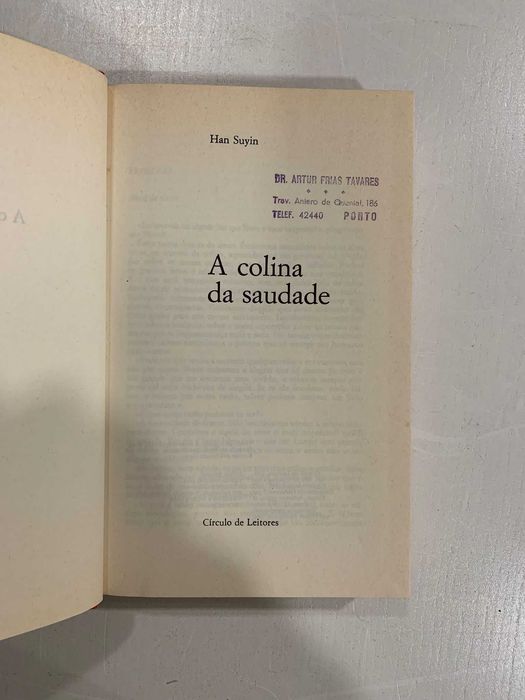 Han Suyin
DR. ARTUR FRIAS TAVARES
Trav. Antero de Quental, 186
TELEF. 42440 PORTO
A colina
da saudade
Círculo de Leitores